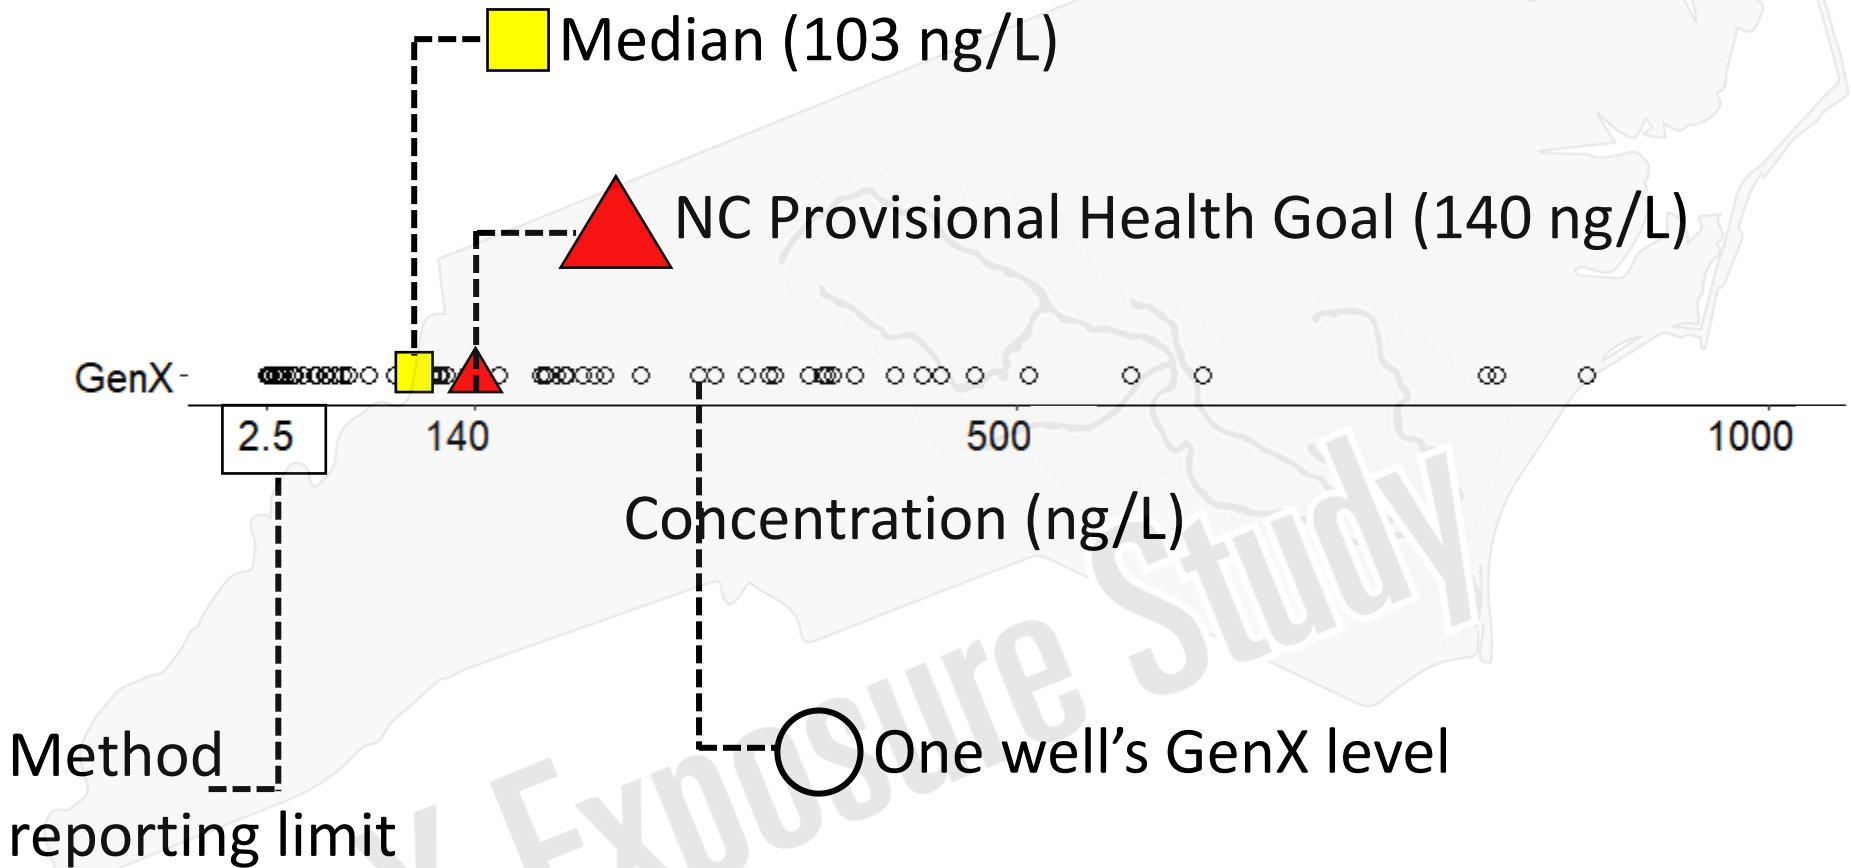 Median (103 ng/L)
NC Provisional Health Goal (140 ng/L)
GenX
2.5 140 500 1000
Concentration (ng/L)
One well’s GenX level
Method
reporting limit
X Exposure Study